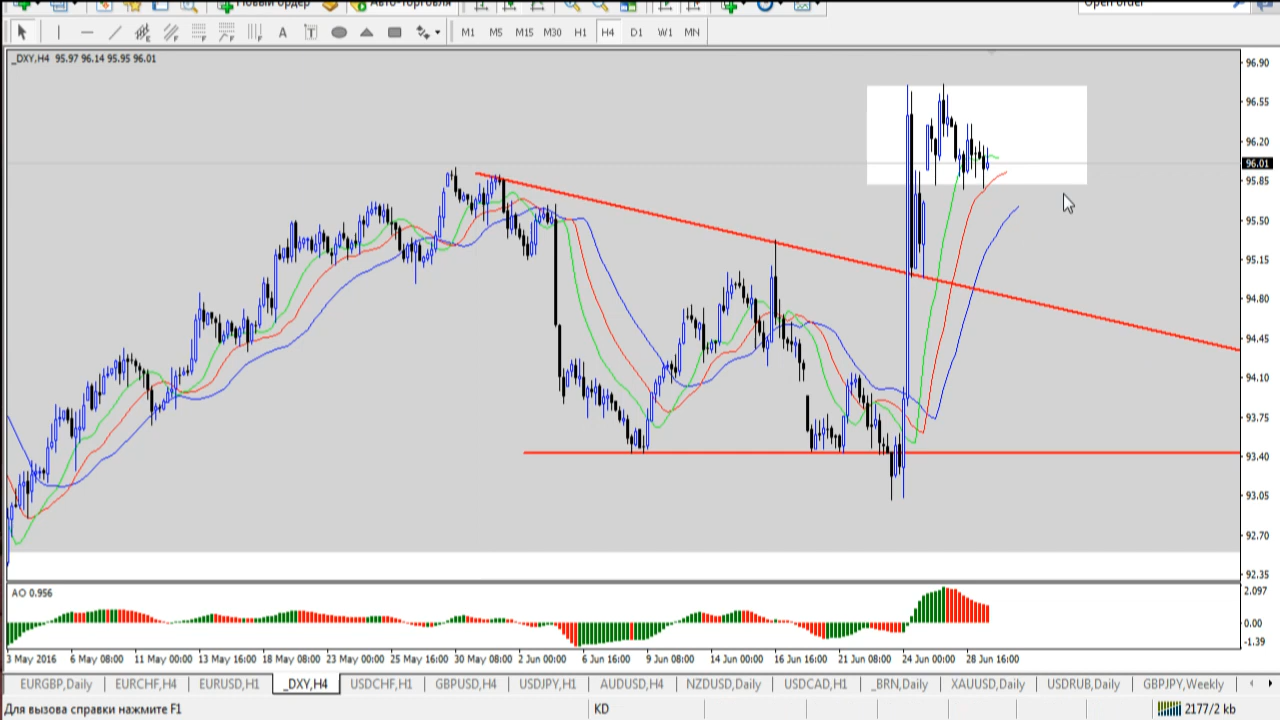 Новый ордер Авто-торговля Open order
A T M1 M5 M15 M30 H1 H4 D1 W1 MN
_DXY,H4 95.97 96.14 95.95 96.01
96.90
96.55
96.20
96.01
95.85
95.50
95.15
94.80
94.45
94.10
93.75
93.40
93.05
92.70
92.35
AO 0.956
2.097
0.00
-1.39
3 May 2016 6 May 08:00 11 May 00:00 13 May 16:00 18 May 08:00 23 May 00:00 25 May 16:00 30 May 08:00 2 Jun 00:00 6 Jun 16:00 9 Jun 08:00 14 Jun 00:00 16 Jun 16:00 21 Jun 08:00 24 Jun 00:00 28 Jun 16:00
EURGBP,Daily EURCHF,H4 EURUSD,H1 _DXY,H4 USDCHF,H1 GBPUSD,H4 USDJPY,H1 AUDUSD,H4 NZDUSD,Daily USDCAD,H1 _BRN,Daily XAUUSD,Daily USDRUB,Daily GBPJPY,Weekly
Для вызова справки нажмите F1 KD 2177/2 kb